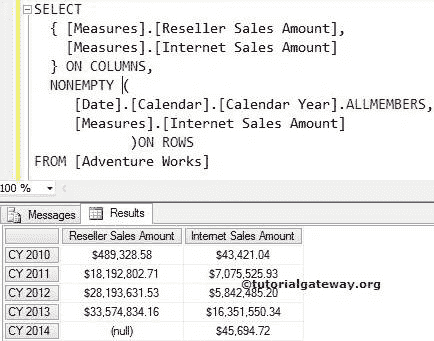 SELECT
{ [Measures].[Reseller Sales Amount],
[Measures].[Internet Sales Amount]
} ON COLUMNS,
NONEMPTY (
[Date].[Calendar].[Calendar Year].ALLMEMBERS,
[Measures].[Internet Sales Amount]
)ON ROWS
FROM [Adventure Works]
100 %
Messages Results
Reseller Sales Amount Internet Sales Amount
CY 2010 $489,328.58 $43,421.04
CY 2011 $18,192,802.71 $7,075,525.93
©tutorialgateway.org
CY 2012 $28,193,631.53 $5,842,485.20
CY 2013 $33,574,834.16 $16,351,550.34
CY 2014 (null) $45,694.72